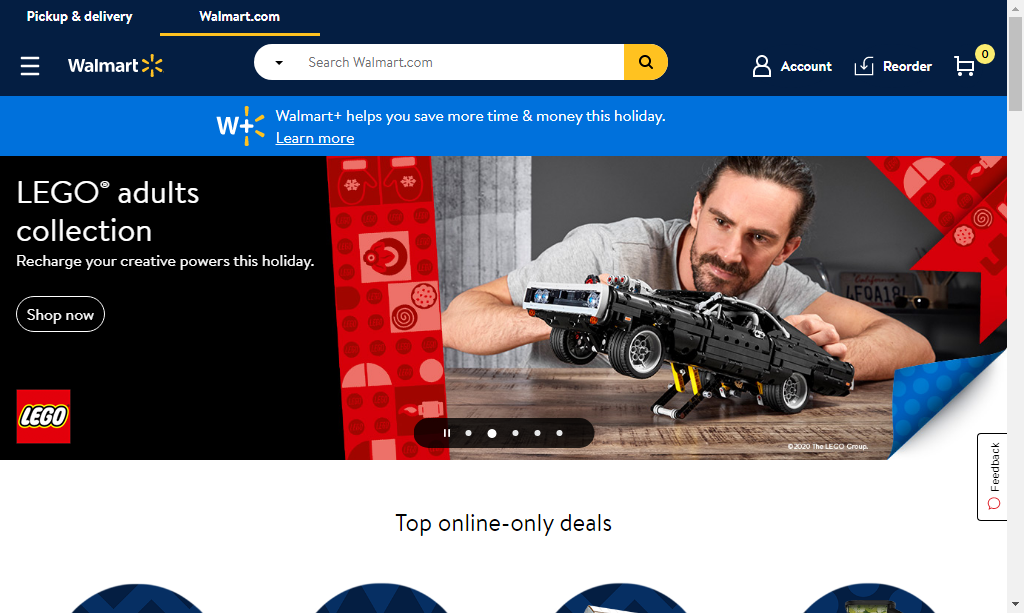 Pickup & delivery
Walmart.com
Walmart
Search Walmart.com
Account
Reorder
0
W+
Walmart+ helps you save more time & money this holiday.
Learn more
LEGO® adults
collection
Recharge your creative powers this holiday.
Shop now
LEGO
California
4F0A18
©2020 The LEGO Group.
Feedback
Top online-only deals